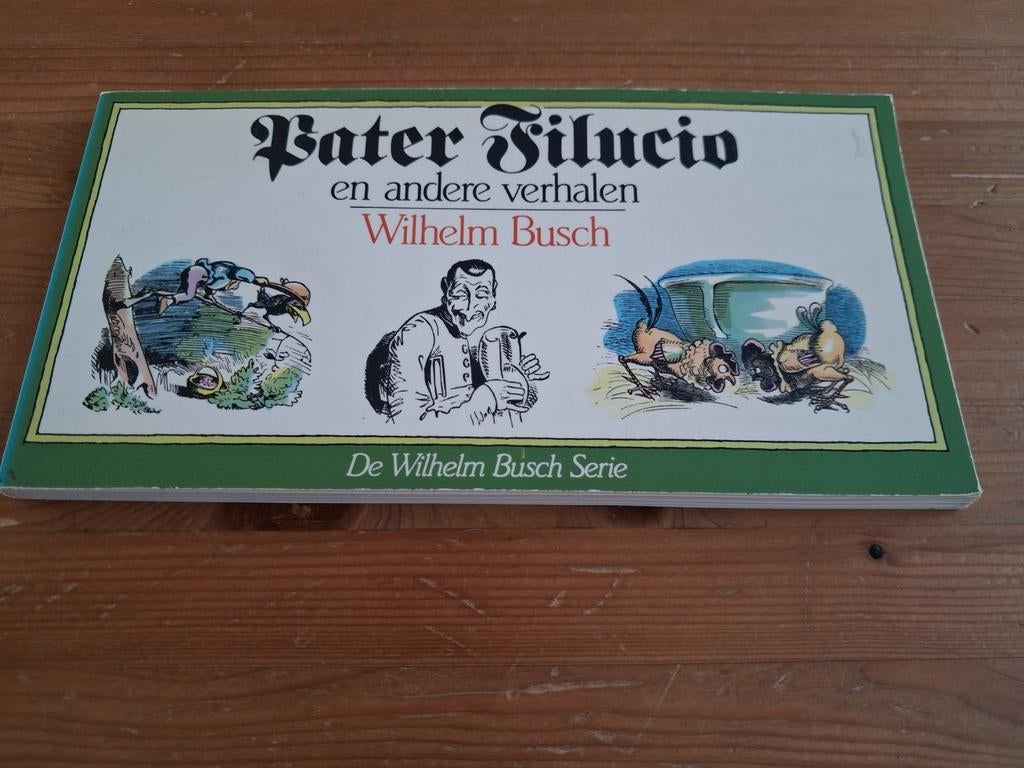 Pater Filucio
en andere verhalen
Wilhelm Busch
De Wilhelm Busch Serie